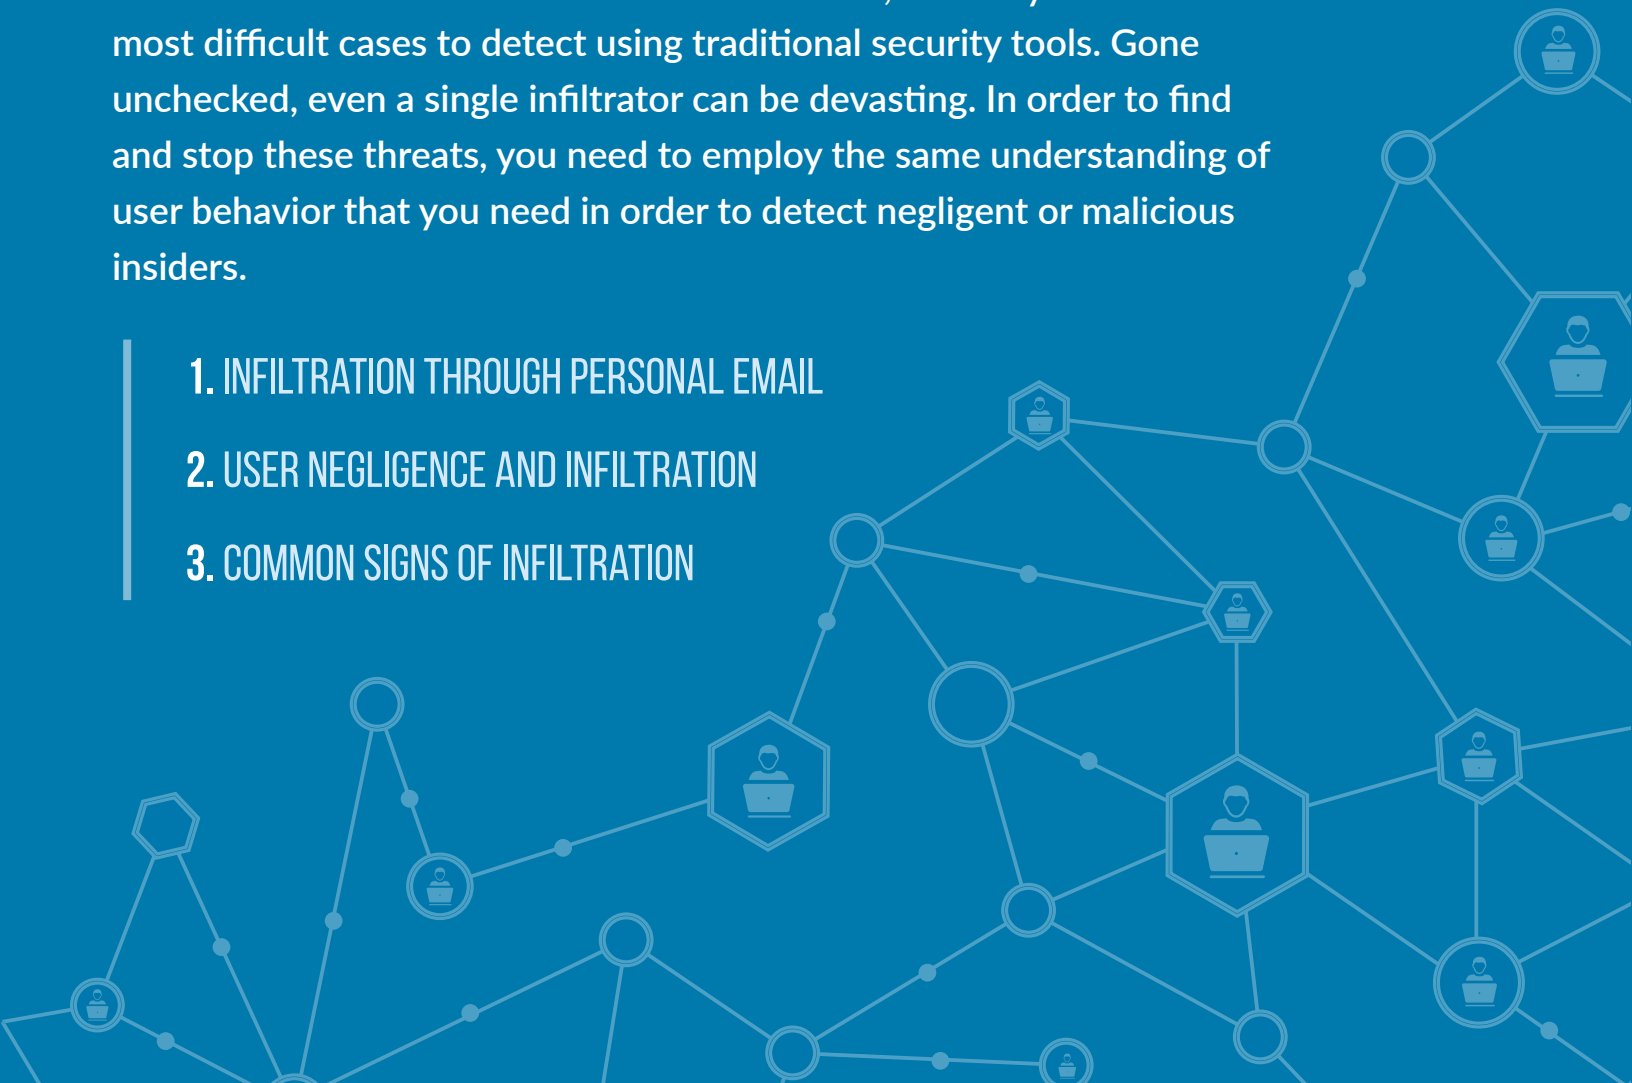 most difficult cases to detect using traditional security tools. Gone
unchecked, even a single infiltrator can be devasting. In order to find
and stop these threats, you need to employ the same understanding of
user behavior that you need in order to detect negligent or malicious
insiders.
1. INFILTRATION THROUGH PERSONAL EMAIL
2. USER NEGLIGENCE AND INFILTRATION
3. COMMON SIGNS OF INFILTRATION